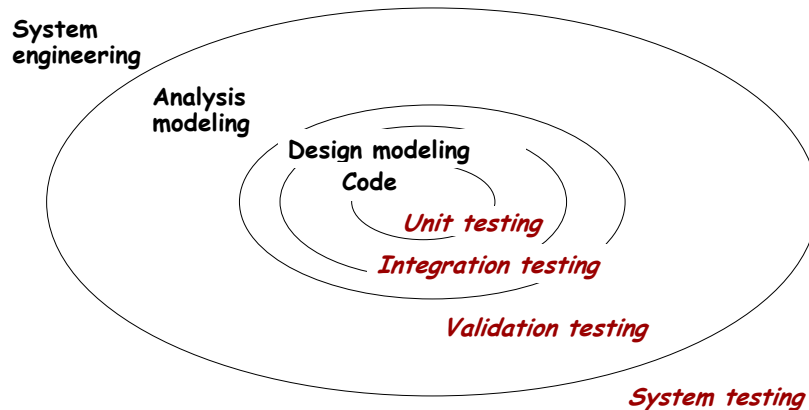 System
engineering
Analysis
modeling
Design modeling
Code
Unit testing
Integration testing
Validation testing
System testing